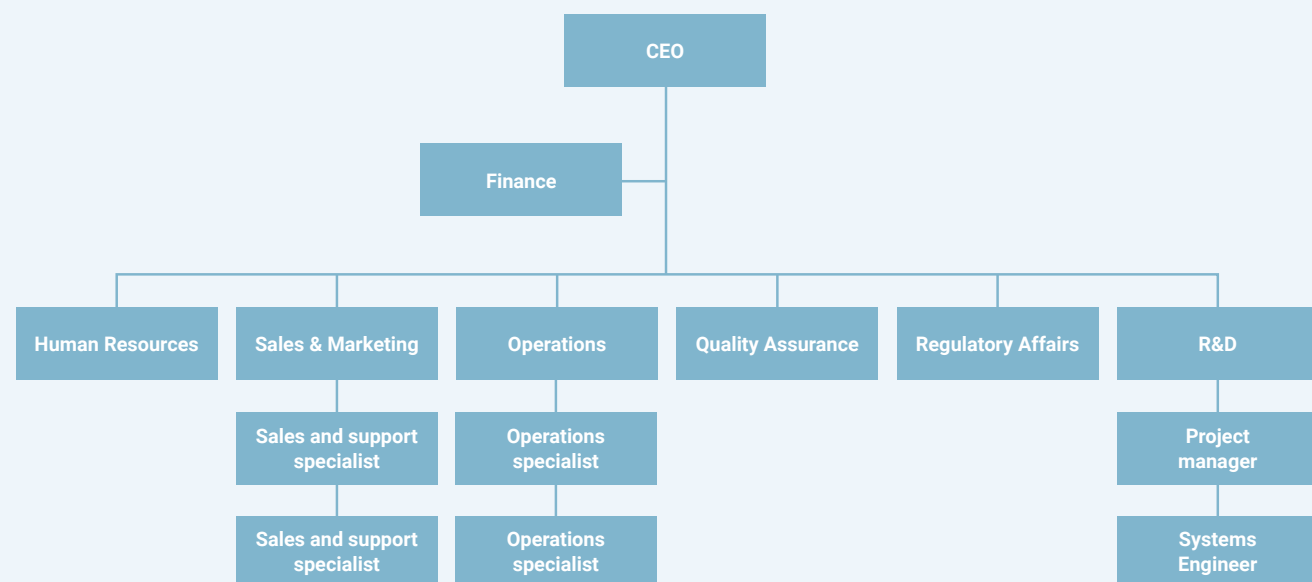 CEO
Finance
Human Resources
Sales & Marketing
Operations
Quality Assurance
Regulatory Affairs
R&D
Sales and support
specialist
Operations
specialist
Project
manager
Sales and support
specialist
Operations
specialist
Systems
Engineer